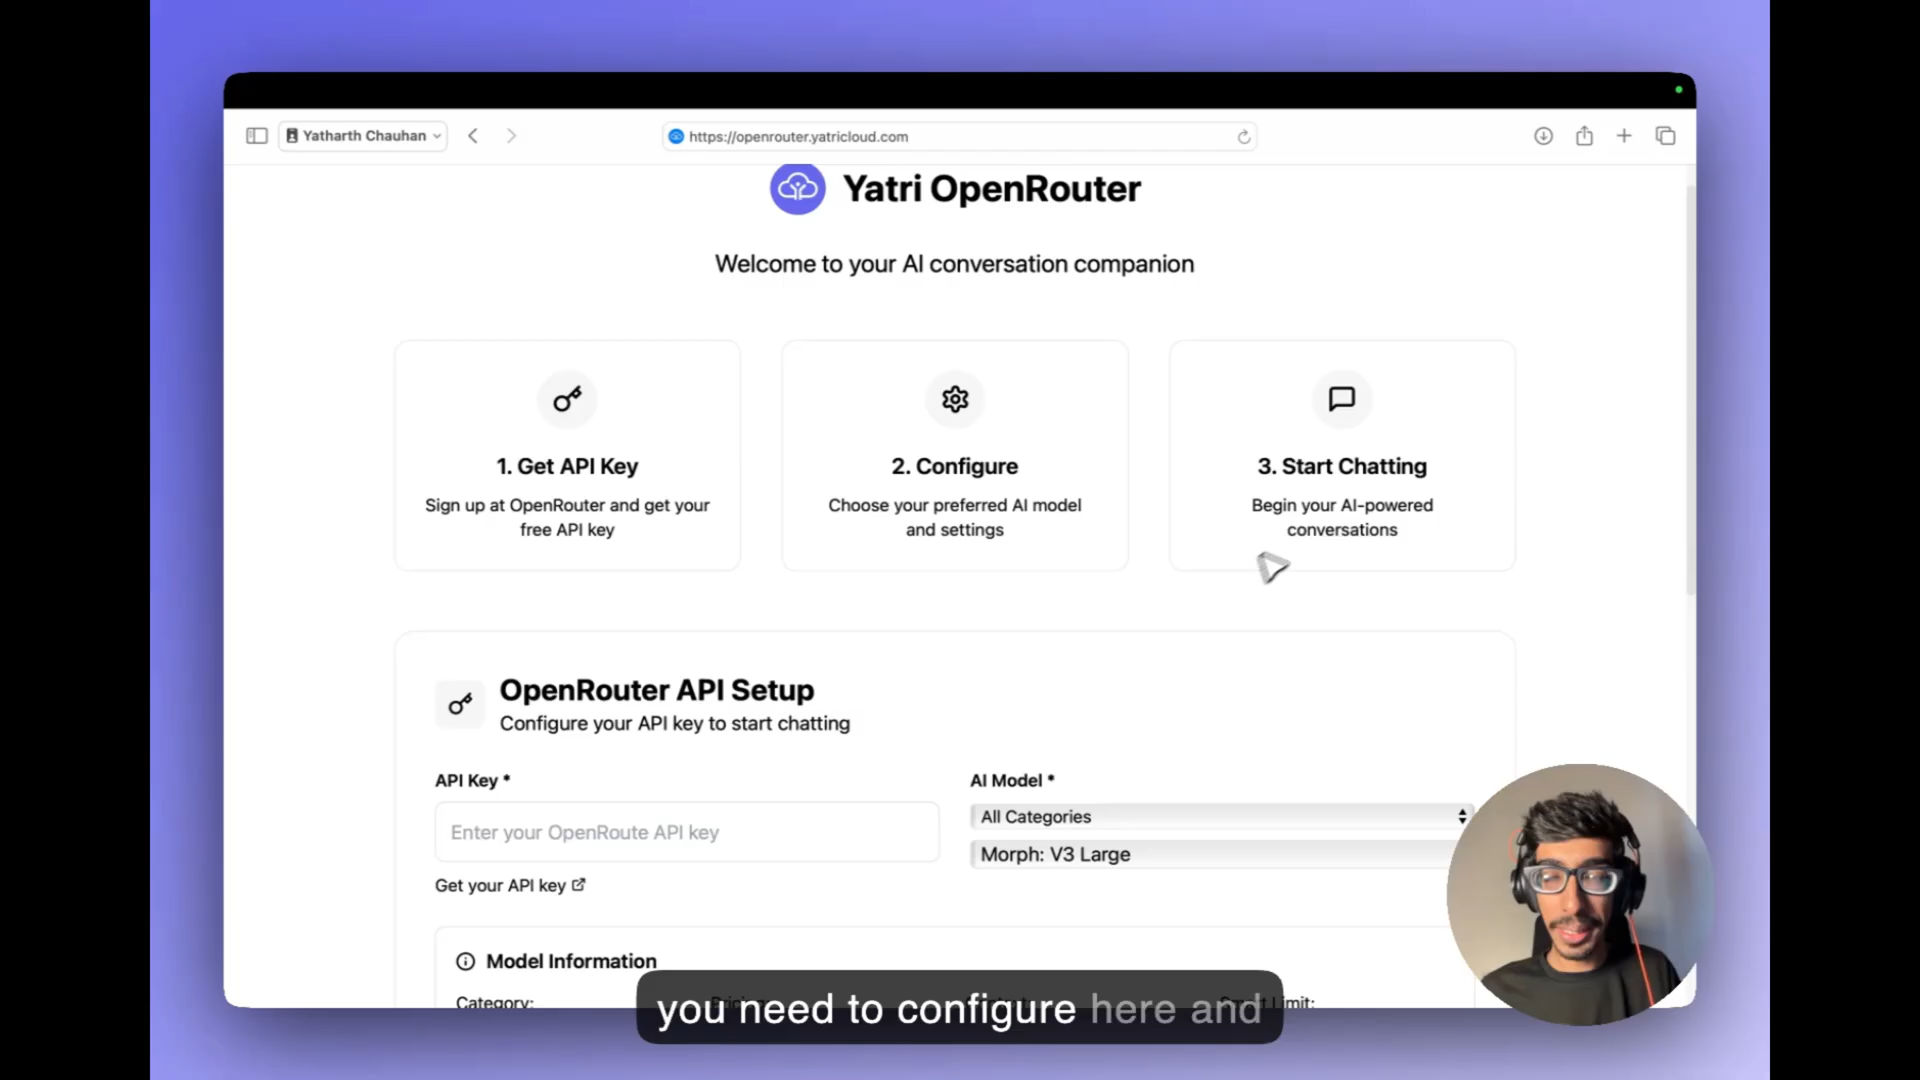 Yatharth Chauhan
https://openrouter.yatricloud.com
Yatri OpenRouter
Welcome to your AI conversation companion
1. Get API Key
Sign up at OpenRouter and get your
free API key
2. Configure
Choose your preferred AI model
and settings
3. Start Chatting
Begin your AI-powered
conversations
OpenRouter API Setup
Configure your API key to start chatting
API Key *
Enter your OpenRoute API key
Get your API key
AI Model *
All Categories
Morph: V3 Large
Model Information
Category:
Limit:
you need to configure here and